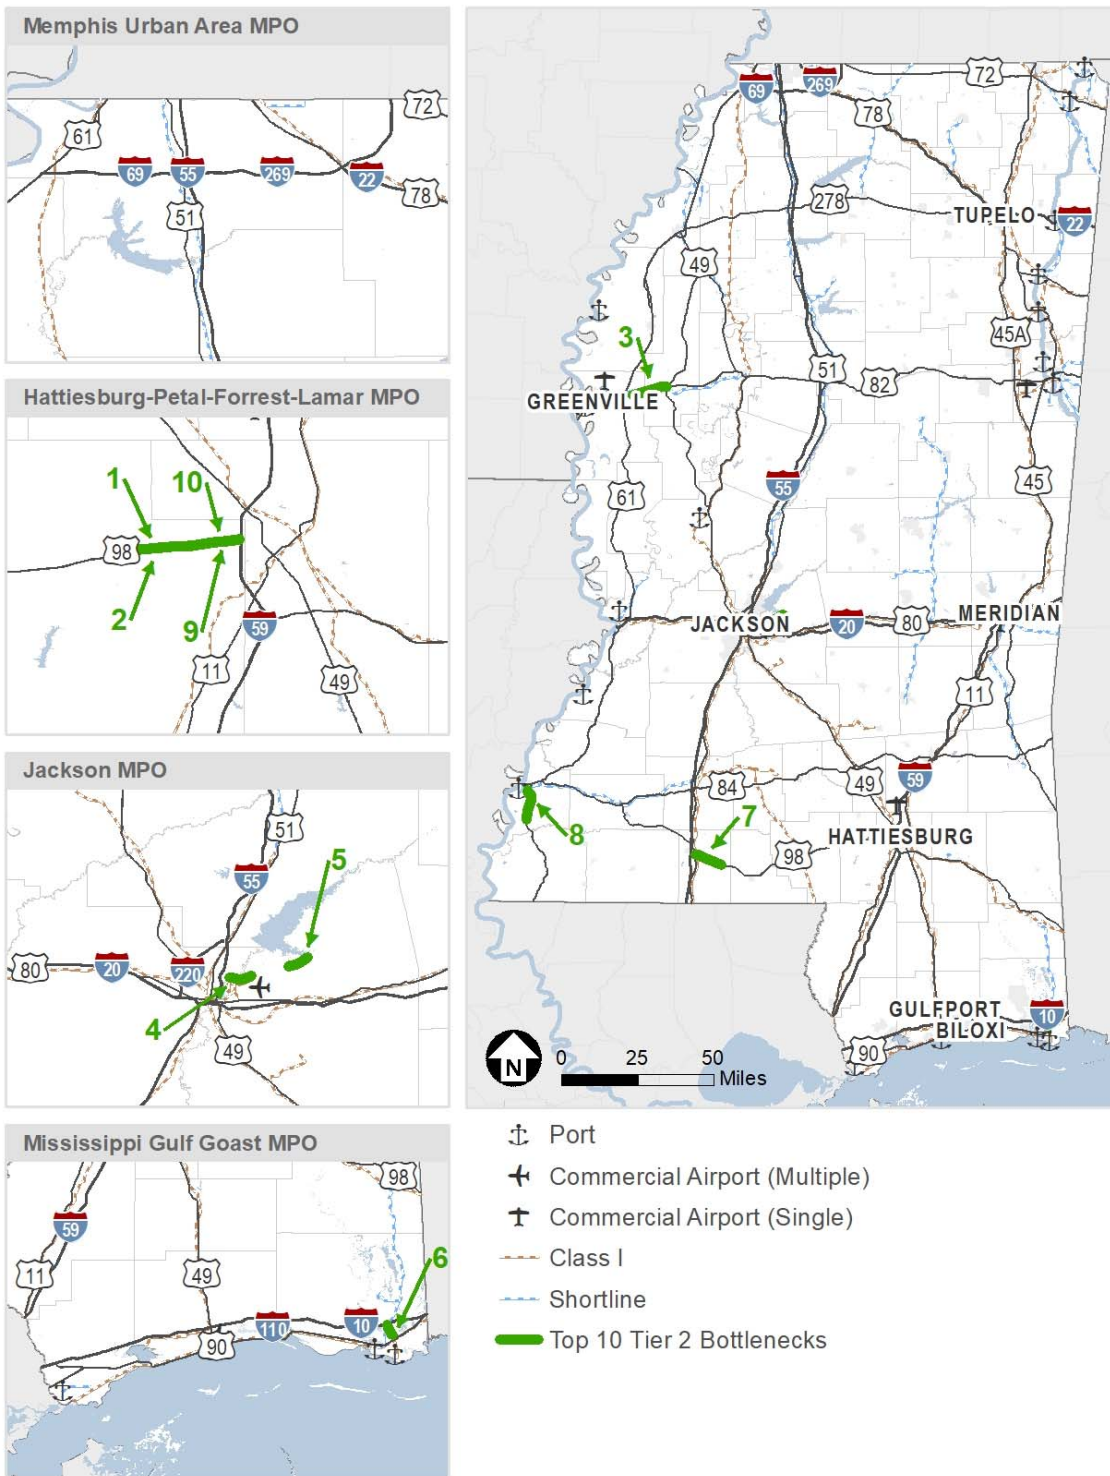 Memphis Urban Area MPO
72
61
69
55
269
22
78
51
Hattiesburg-Petal-Forrest-Lamar MPO
1
10
98
2
9
59
11
49
Jackson MPO
51
5
55
80
20
220
4
49
Mississippi Gulf Goast MPO
98
59
6
11
49
10
110
90
69
269
72
78
278
TUPELO
22
49
45A
3
51
82
GREENVILLE
55
61
45
JACKSON
20
80
MERIDIAN
11
59
84
49
7
8
HATTIESBURG
98
GULFPORT
10
BILOXI
90
N
0 25 50
Miles
Port
Commercial Airport (Multiple)
Commercial Airport (Single)
Class I
Shortline
Top 10 Tier 2 Bottlenecks